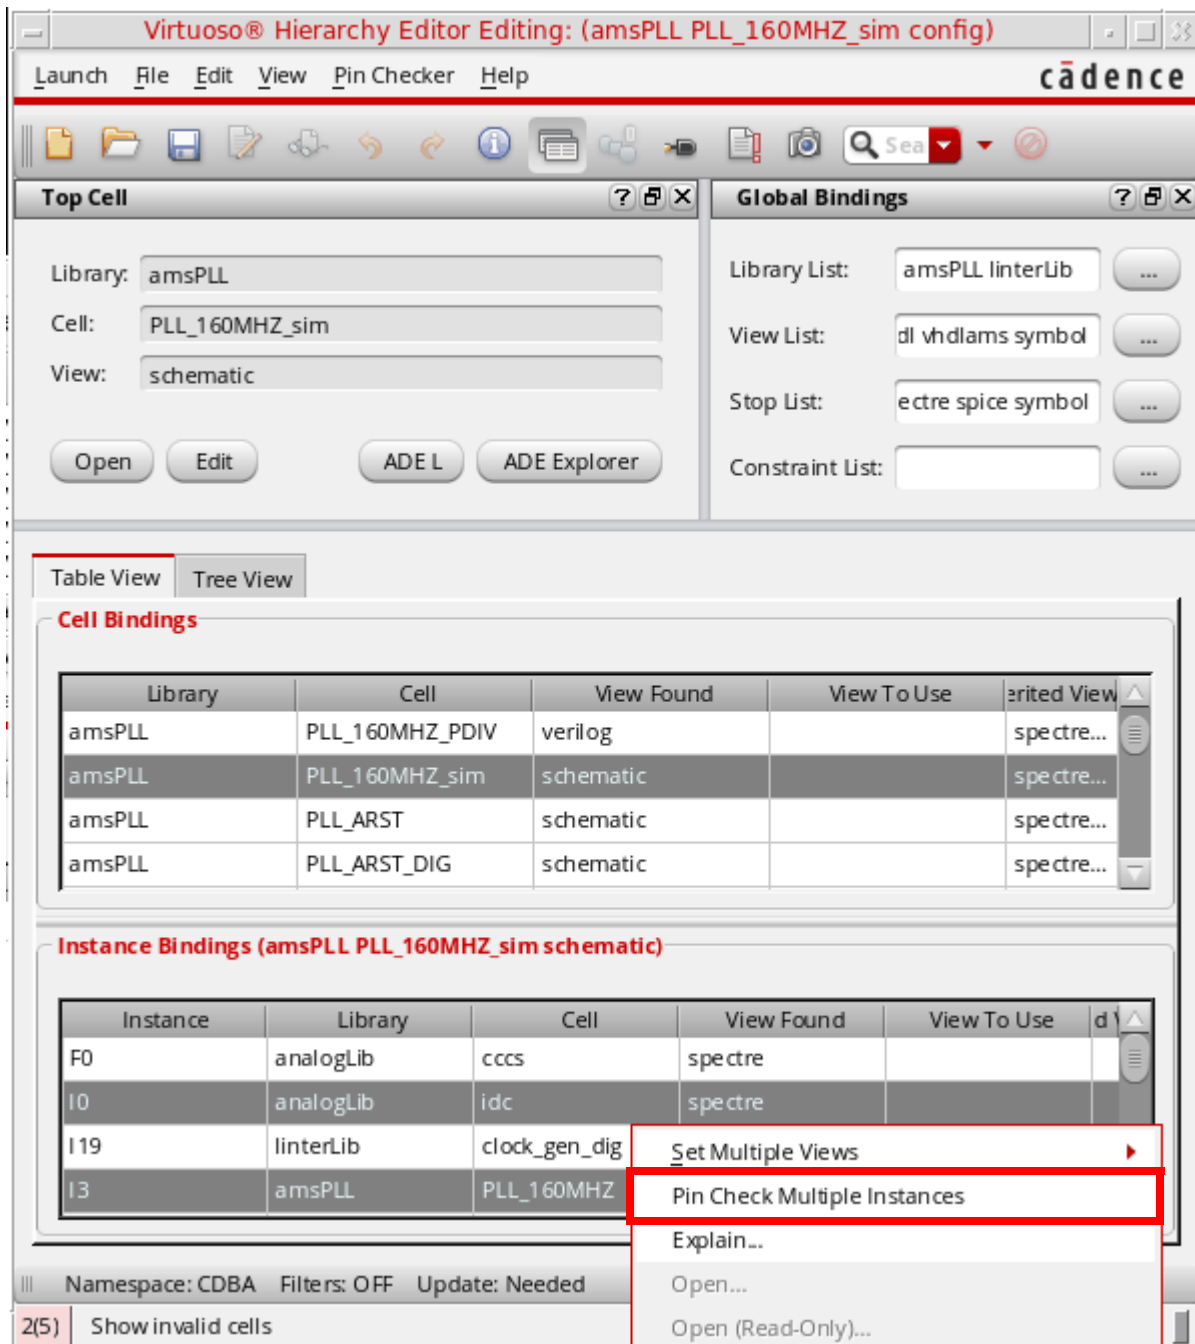 Virtuoso® Hierarchy Editor Editing: (amsPLL PLL_160MHZ_sim config)
Launch File Edit View Pin Checker Help
cādence
Sea
Top Cell
Global Bindings
Library: amsPLL
Cell: PLL_160MHZ_sim
View: schematic
Open Edit ADE L ADE Explorer
Library List: amsPLL linterLib ...
View List: dl vhdlams symbol ...
Stop List: ectre spice symbol ...
Constraint List: ...
Table View Tree View
Cell Bindings
Library Cell View Found View To Use erited View
amsPLL PLL_160MHZ_PDIV verilog spectre...
amsPLL PLL_160MHZ_sim schematic spectre...
amsPLL PLL_ARST schematic spectre...
amsPLL PLL_ARST_DIG schematic spectre...
Instance Bindings (amsPLL PLL_160MHZ_sim schematic)
Instance Library Cell View Found View To Use d
F0 analogLib cccs spectre
I0 analogLib idc spectre
I19 linterLib clock_gen_dig
I3 amsPLL PLL_160MHZ
Set Multiple Views
Pin Check Multiple Instances
Explain...
Open...
Open (Read-Only)...
Namespace: CDBA Filters: OFF Update: Needed
2(5) Show invalid cells